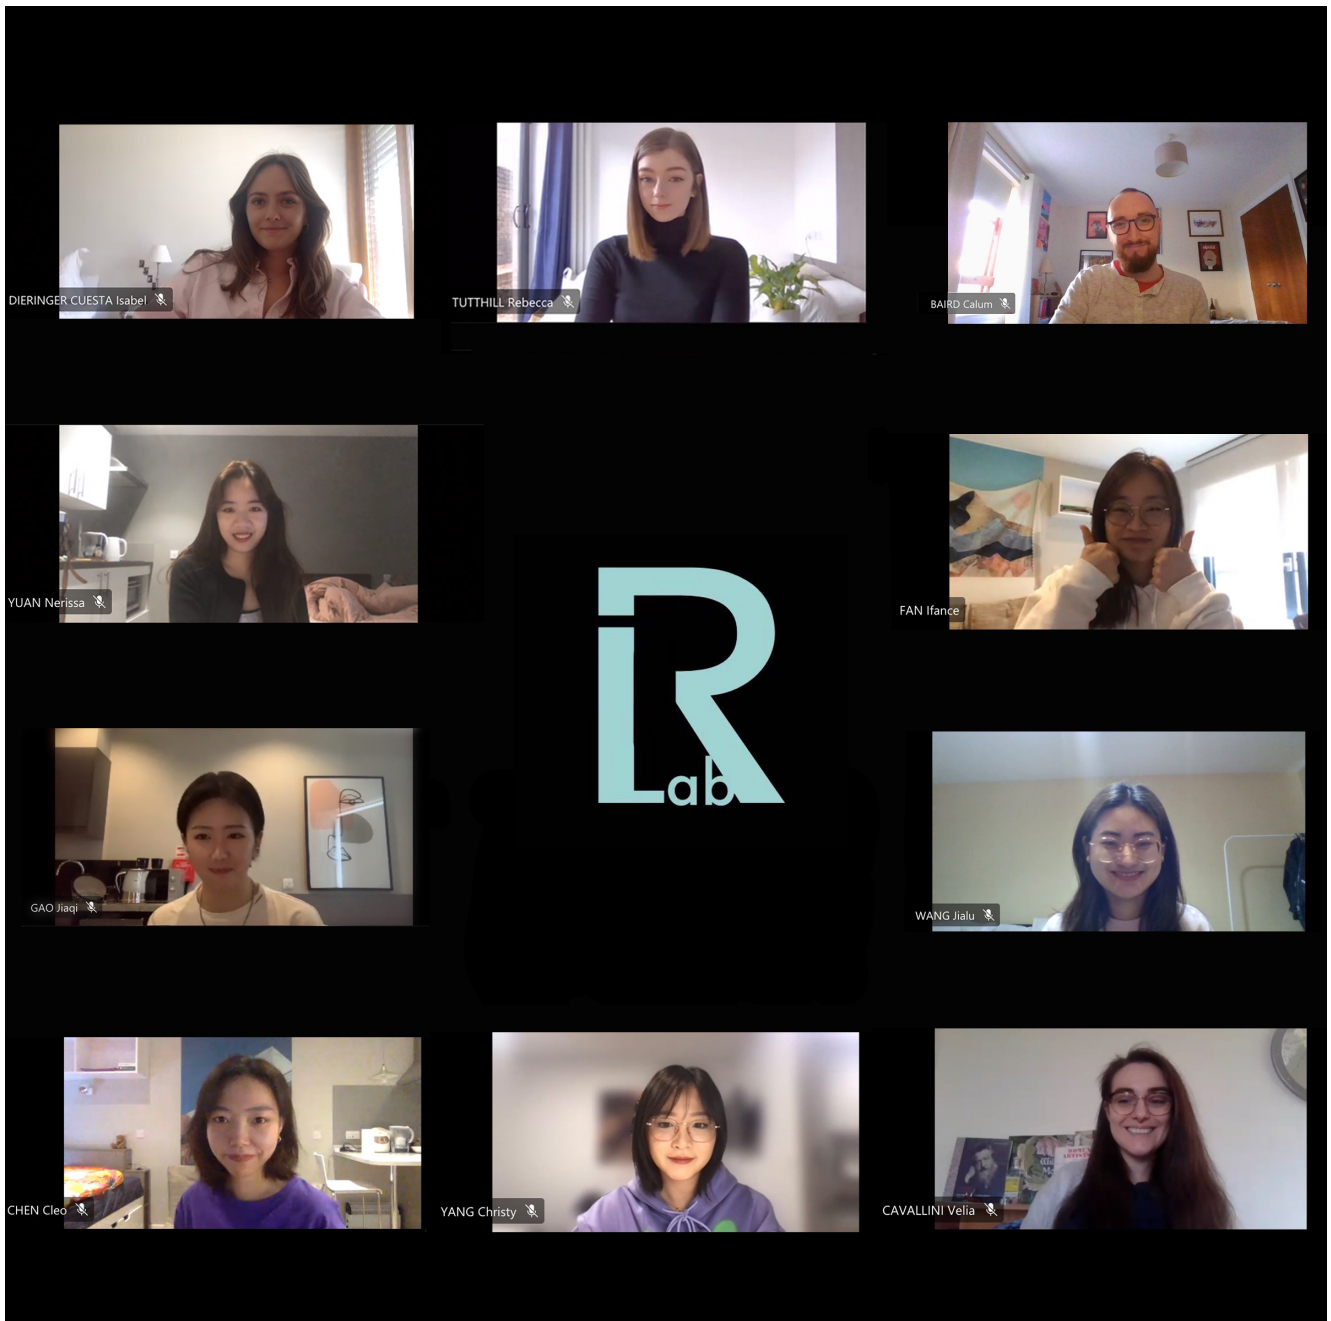 DIERINGER CUESTA Isabel
TUTTHILL Rebecca
BAIRD Calum
YUAN Nerissa
FAN Ifance
R
Lab
GAO Jiaqi
WANG Jialu
CHEN Cleo
YANG Christy
CAVALLINI Velia